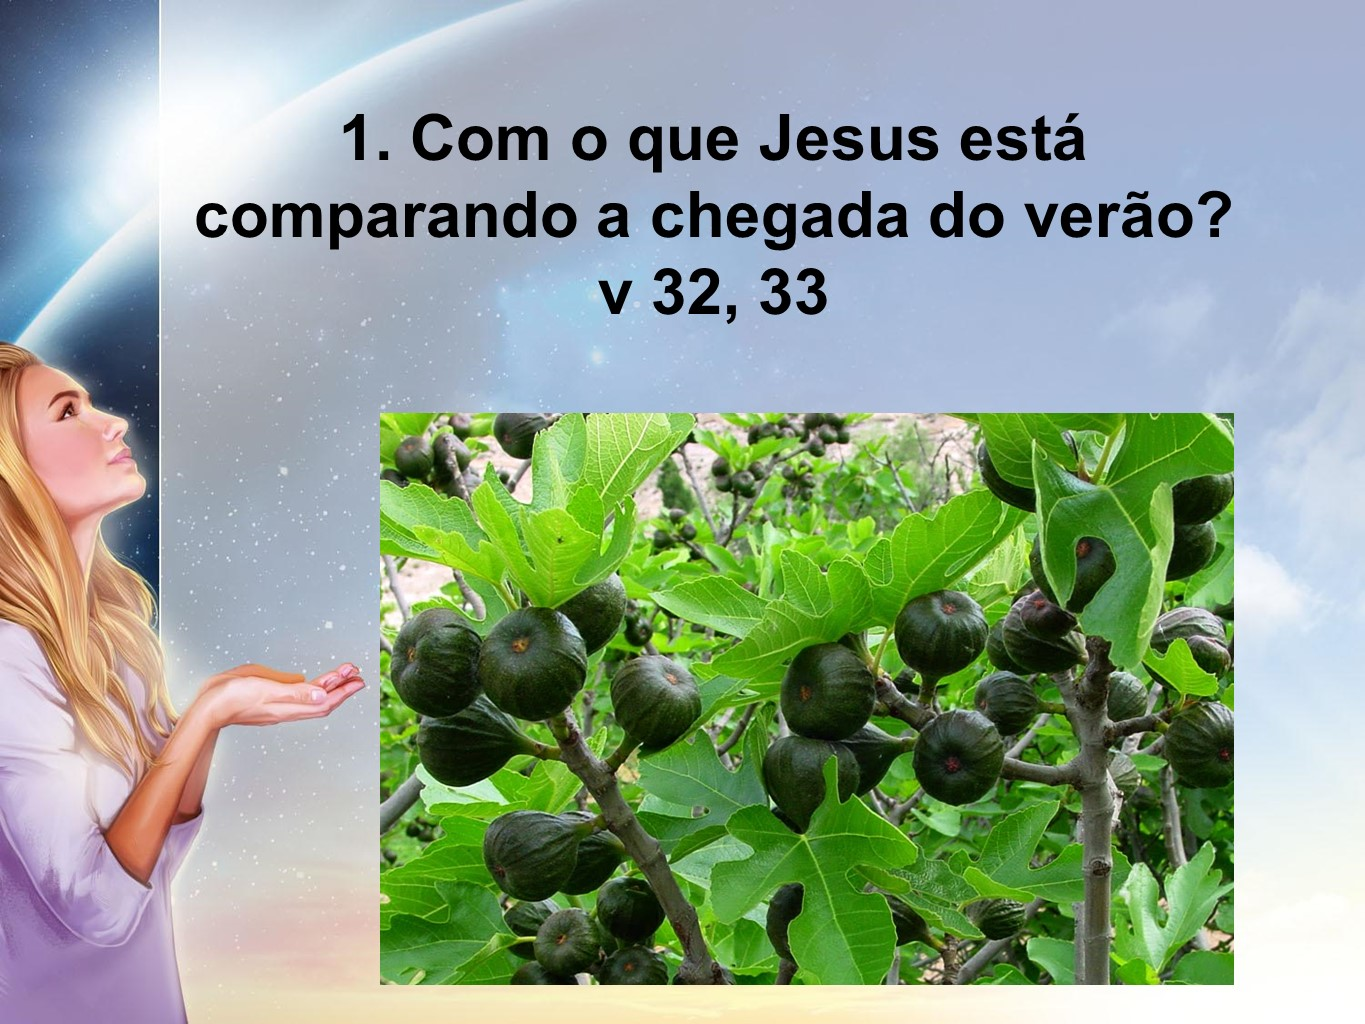 1. Com o que Jesus está
comparando a chegada do verão?
v 32, 33